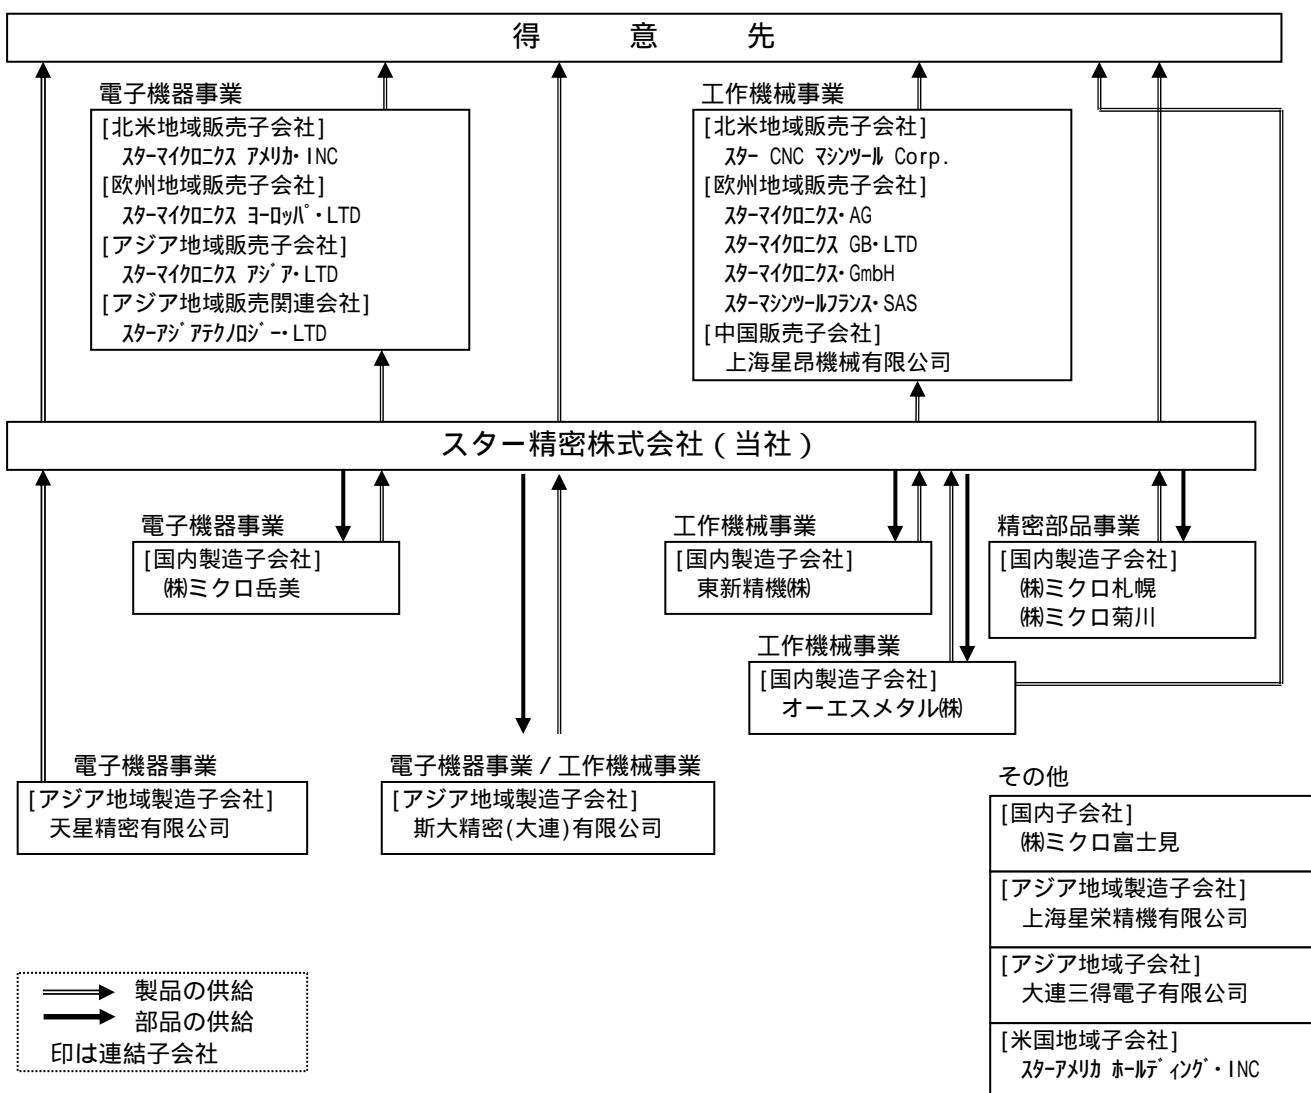 得意先
電子機器事業
[北米地域販売子会社]
ｽﾀｰﾏｲｸﾛﾆｸｽ ｱﾒﾘｶ･INC
[欧州地域販売子会社]
ｽﾀｰﾏｲｸﾛﾆｸｽ ﾖｰﾛｯﾊﾟ･LTD
[アジア地域販売子会社]
ｽﾀｰﾏｲｸﾛﾆｸｽ ｱｼﾞｱ･LTD
[アジア地域販売関連会社]
ｽﾀｰｱｼﾞｱﾃｸﾉﾛｼﾞｰ･LTD
工作機械事業
[北米地域販売子会社]
ｽﾀｰ CNC ﾏｼﾝﾂｰﾙ Corp.
[欧州地域販売子会社]
ｽﾀｰﾏｲｸﾛﾆｸｽ･AG
ｽﾀｰﾏｲｸﾛﾆｸｽ GB･LTD
ｽﾀｰﾏｲｸﾛﾆｸｽ･GmbH
ｽﾀｰﾏｼﾝﾂｰﾙﾌﾗﾝｽ･SAS
[中国販売子会社]
上海星昂機械有限公司
スター精密株式会社(当社)
電子機器事業
[国内製造子会社]
㈱ミクロ岳美
工作機械事業
[国内製造子会社]
東新精機㈱
精密部品事業
[国内製造子会社]
㈱ミクロ札幌
㈱ミクロ菊川
工作機械事業
[国内製造子会社]
オーエスメタル㈱
電子機器事業
[アジア地域製造子会社]
天星精密有限公司
電子機器事業/工作機械事業
[アジア地域製造子会社]
斯大精密(大連)有限公司
その他
[国内子会社]
㈱ミクロ富士見
[アジア地域製造子会社]
上海星栄精機有限公司
[アジア地域子会社]
大連三得電子有限公司
[米国地域子会社]
ｽﾀｰｱﾒﾘｶ ﾎｰﾙﾃﾞｨﾝｸﾞ･INC
製品の供給
部品の供給
印は連結子会社